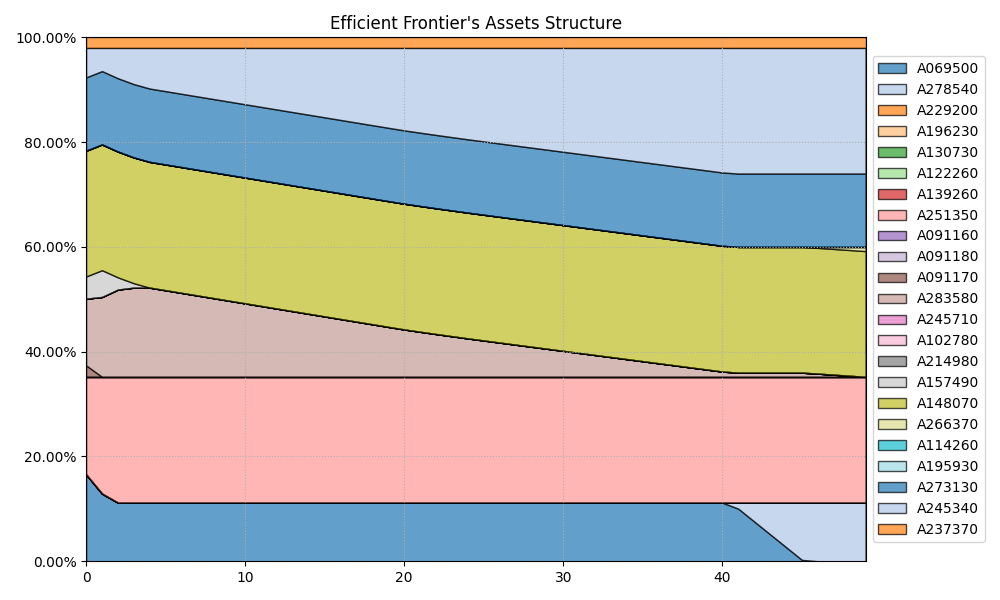 Efficient Frontier's Assets Structure
100.00%
80.00%
60.00%
40.00%
20.00%
0.00%
0
10
20
30
40
A069500
A278540
A229200
A196230
A130730
A122260
A139260
A251350
A091160
A091180
A091170
A283580
A245710
A102780
A214980
A157490
A148070
A266370
A114260
A195930
A273130
A245340
A237370